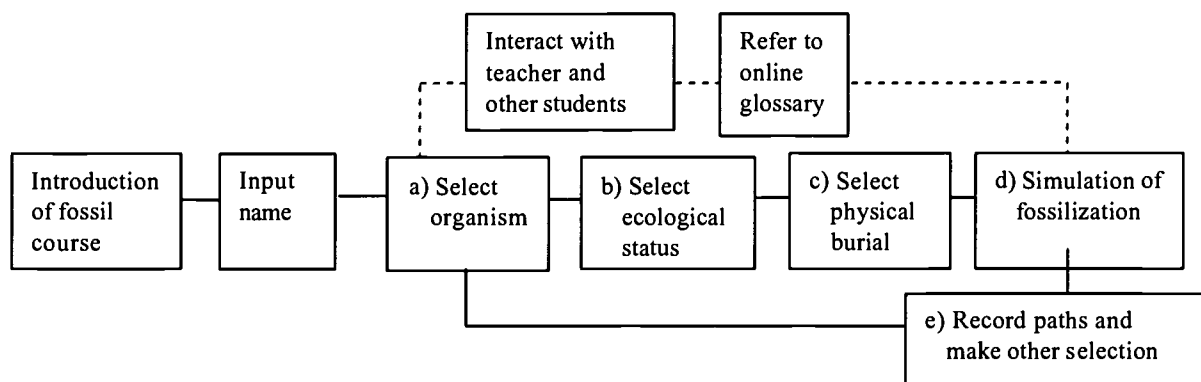 Interact with
teacher and
other students
Refer to
online
glossary
Introduction
of fossil
course
Input
name
a) Select
organism
b) Select
ecological
status
c) Select
physical
burial
d) Simulation of
fossilization
e) Record paths and
make other selection